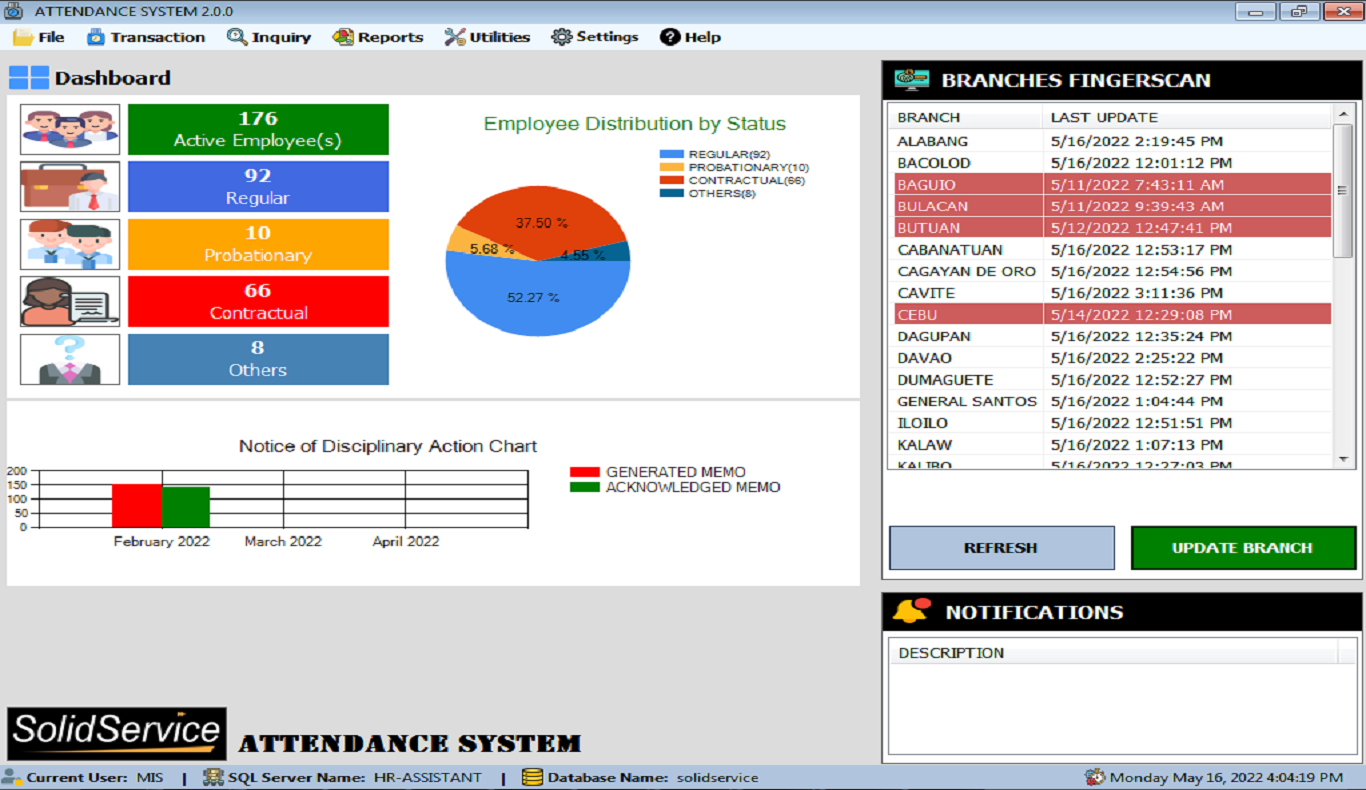 ATTENDANCE SYSTEM 2.0.0
File Transaction Inquiry Reports Utilities Settings Help
Dashboard
176
Active Employee(s)
92
Regular
10
Probationary
66
Contractual
8
Others
Employee Distribution by Status
REGULAR(92)
PROBATIONARY(10)
CONTRACTUAL(66)
OTHERS(8)
37.50 %
5.68 %
4.55 %
52.27 %
Notice of Disciplinary Action Chart
200
150
100
50
0
February 2022 March 2022 April 2022
GENERATED MEMO
ACKNOWLEDGED MEMO
BRANCHES FINGERSCAN
BRANCH LAST UPDATE
ALABANG 5/16/2022 2:19:45 PM
BACOLOD 5/16/2022 12:01:12 PM
BAGUIO 5/11/2022 7:43:11 AM
BULACAN 5/11/2022 9:39:43 AM
BUTUAN 5/12/2022 12:47:41 PM
CABANATUAN 5/16/2022 12:53:17 PM
CAGAYAN DE ORO 5/16/2022 12:54:56 PM
CAVITE 5/16/2022 3:11:36 PM
CEBU 5/14/2022 12:29:08 PM
DAGUPAN 5/16/2022 12:35:24 PM
DAVAO 5/16/2022 2:25:22 PM
DUMAGUETE 5/16/2022 12:52:27 PM
GENERAL SANTOS 5/16/2022 1:04:44 PM
ILOILO 5/16/2022 12:51:51 PM
KALAW 5/16/2022 1:07:13 PM
KALIBO 5/16/2022 12:27:03 PM
REFRESH UPDATE BRANCH
NOTIFICATIONS
DESCRIPTION
SolidService ATTENDANCE SYSTEM
Current User: MIS | SQL Server Name: HR-ASSISTANT | Database Name: solidservice Monday May 16, 2022 4:04:19 PM